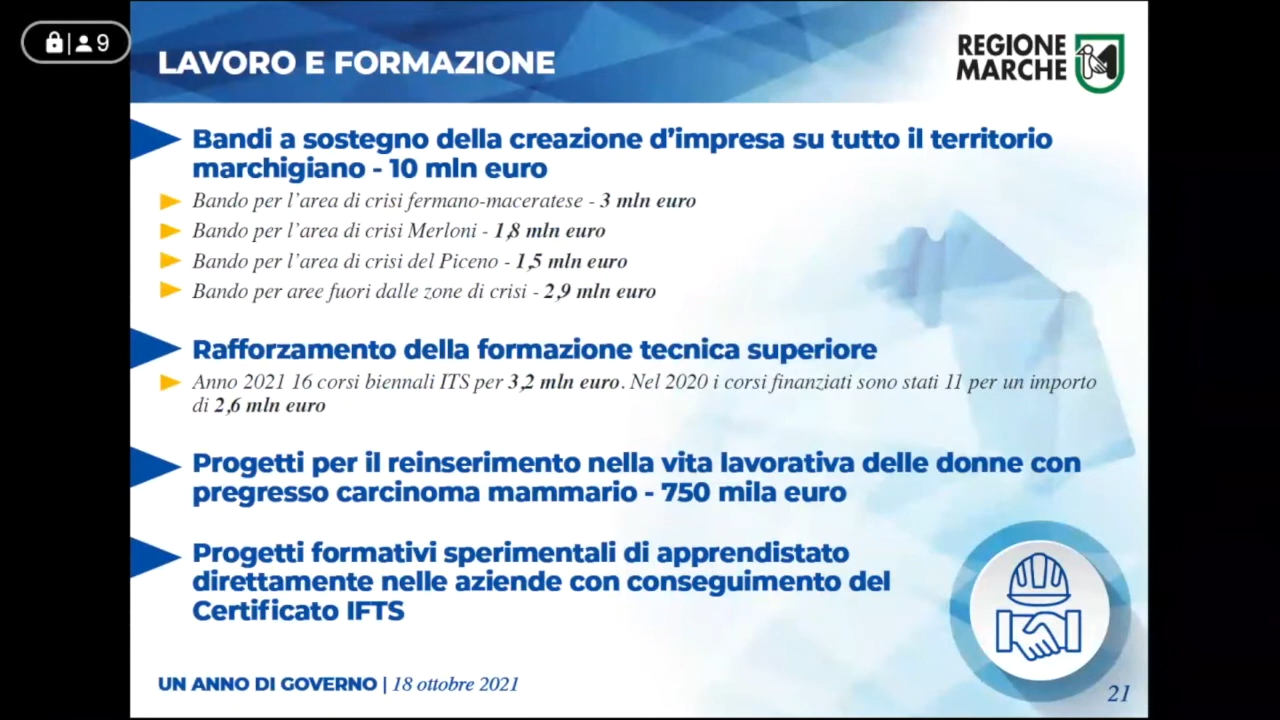 9
LAVORO E FORMAZIONE
REGIONE
MARCHE
Bandi a sostegno della creazione d'impresa su tutto il territorio
marchigiano - 10 mln euro
Bando per l'area di crisi fermano-maceratese - 3 mln euro
Bando per l'area di crisi Merloni - 1,8 mln euro
Bando per l'area di crisi del Piceno - 1,5 mln euro
Bando per aree fuori dalle zone di crisi - 2,9 mln euro
Rafforzamento della formazione tecnica superiore
Anno 2021 16 corsi biennali ITS per 3,2 mln euro. Nel 2020 i corsi finanziati sono stati 11 per un importo
di 2,6 mln euro
Progetti per il reinserimento nella vita lavorativa delle donne con
pregresso carcinoma mammario - 750 mila euro
Progetti formativi sperimentali di apprendistato
direttamente nelle aziende con conseguimento del
Certificato IFTS
UN ANNO DI GOVERNO | 18 ottobre 2021
21